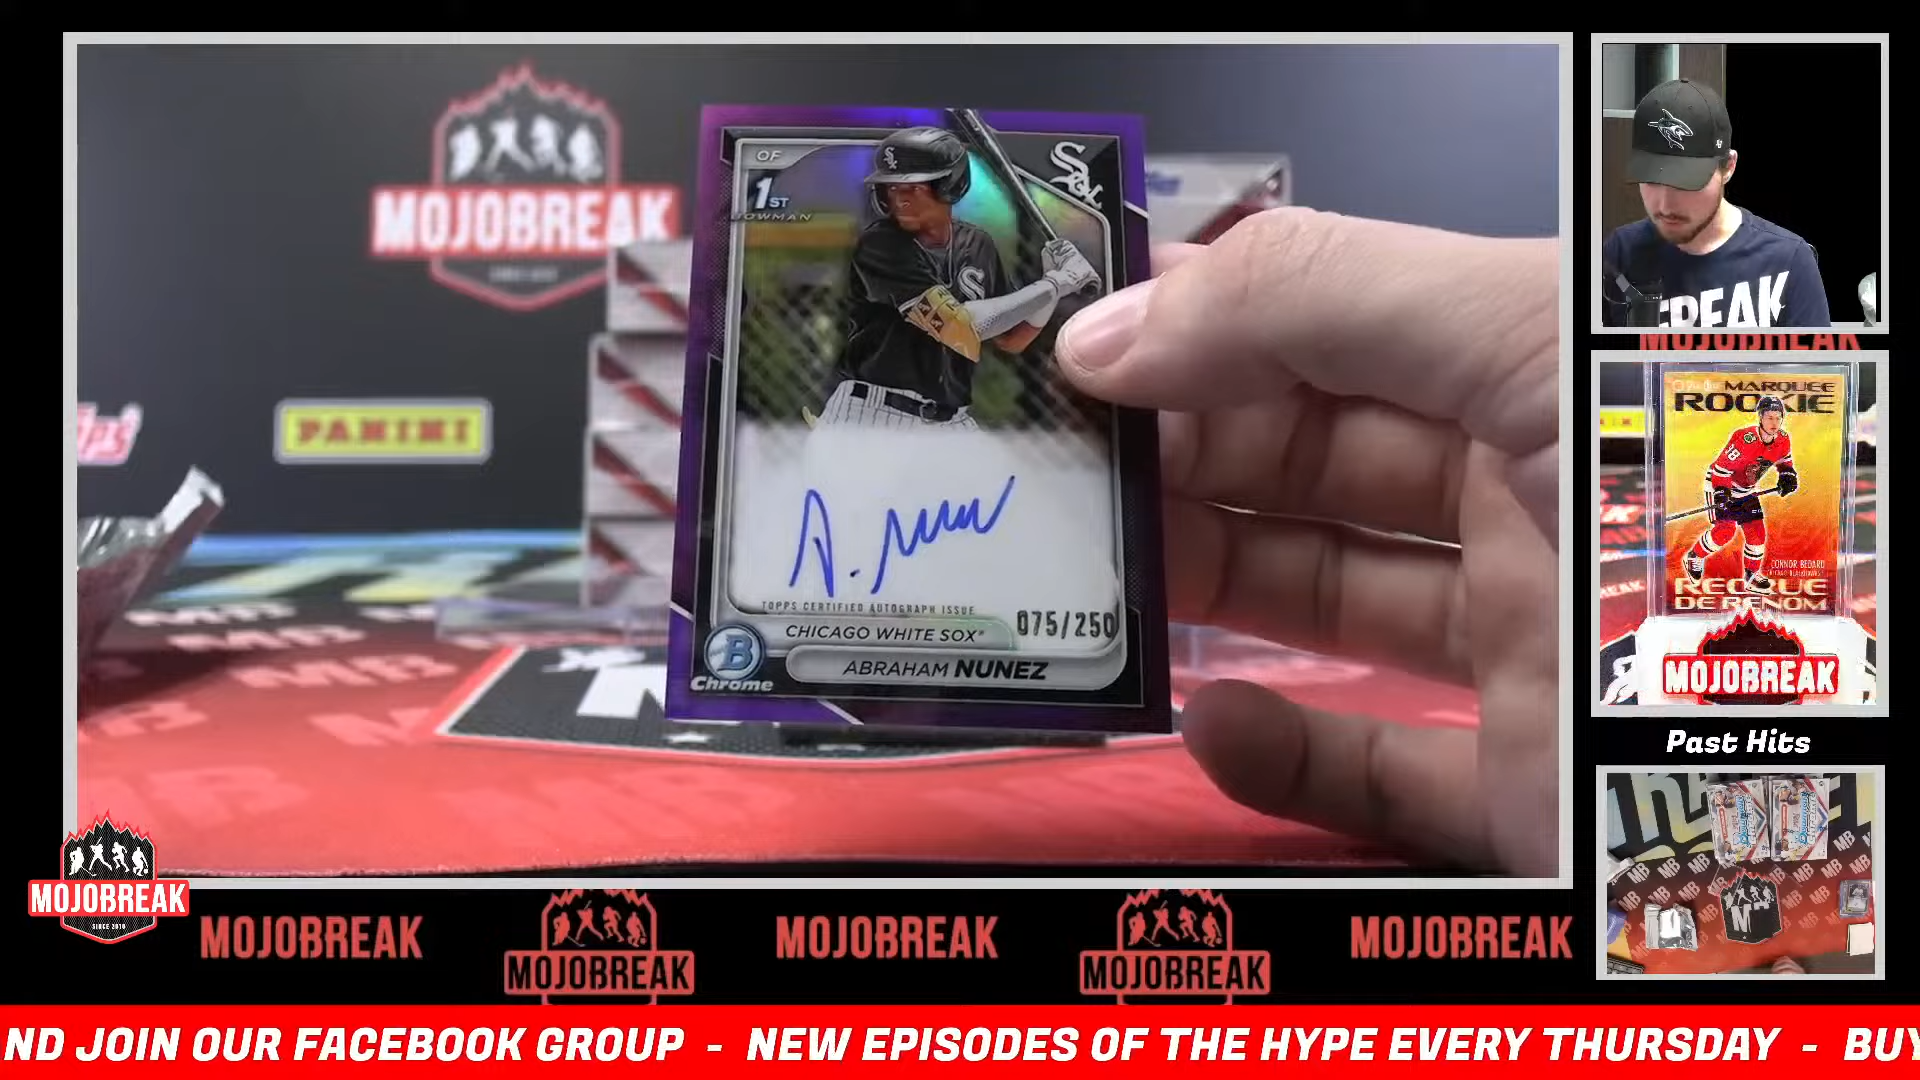 MOJOBREAK
PANINI
OF
1ST
BOWMAN
Sox
A. Nun
TOPPS CERTIFIED AUTOGRAPH ISSUE
075/250
CHICAGO WHITE SOX
ABRAHAM NUNEZ
B
Chrome
MARQUEE
ROOKIE
CONNOR BEDARD
RECRUE
DE RENOM
MOJOBREAK
Past Hits
MOJOBREAK
SINCE 2010
MOJOBREAK
MOJOBREAK
MOJOBREAK
MOJOBREAK
MOJOBREAK
ND JOIN OUR FACEBOOK GROUP - NEW EPISODES OF THE HYPE EVERY THURSDAY - BUY